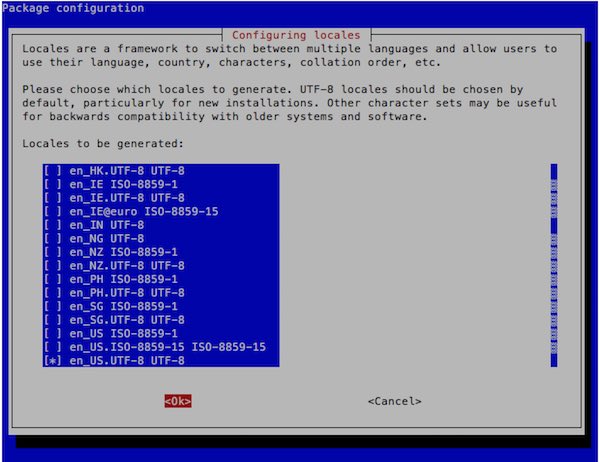 Package configuration
Configuring locales
Locales are a framework to switch between multiple languages and allow users to
use their language, country, characters, collation order, etc.
Please choose which locales to generate. UTF-8 locales should be chosen by
default, particularly for new installations. Other character sets may be useful
for backwards compatibility with older systems and software.
Locales to be generated:
[ ] en_HK.UTF-8 UTF-8
[ ] en_IE ISO-8859-1
[ ] en_IE.UTF-8 UTF-8
[ ] en_IE@euro ISO-8859-15
[ ] en_IN UTF-8
[ ] en_NG UTF-8
[ ] en_NZ ISO-8859-1
[ ] en_NZ.UTF-8 UTF-8
[ ] en_PH ISO-8859-1
[ ] en_PH.UTF-8 UTF-8
[ ] en_SG ISO-8859-1
[ ] en_SG.UTF-8 UTF-8
[ ] en_US ISO-8859-1
[ ] en_US.ISO-8859-15 ISO-8859-15
[*] en_US.UTF-8 UTF-8
<Ok> <Cancel>